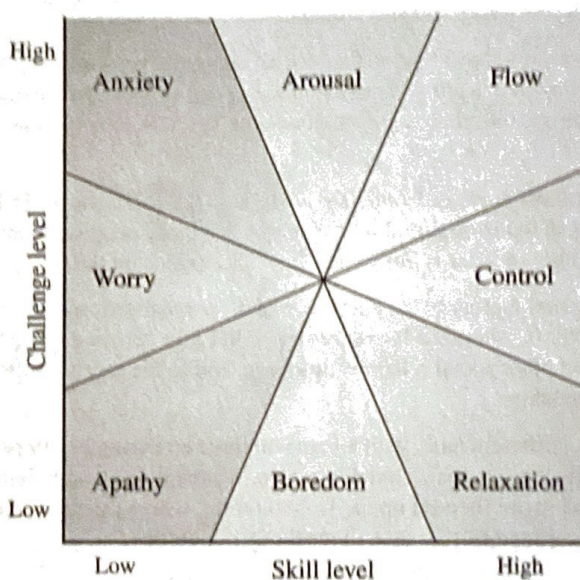 High
Anxiety Arousal Flow
Challenge level
Worry Control
Apathy Boredom Relaxation
Low
Low Skill level High